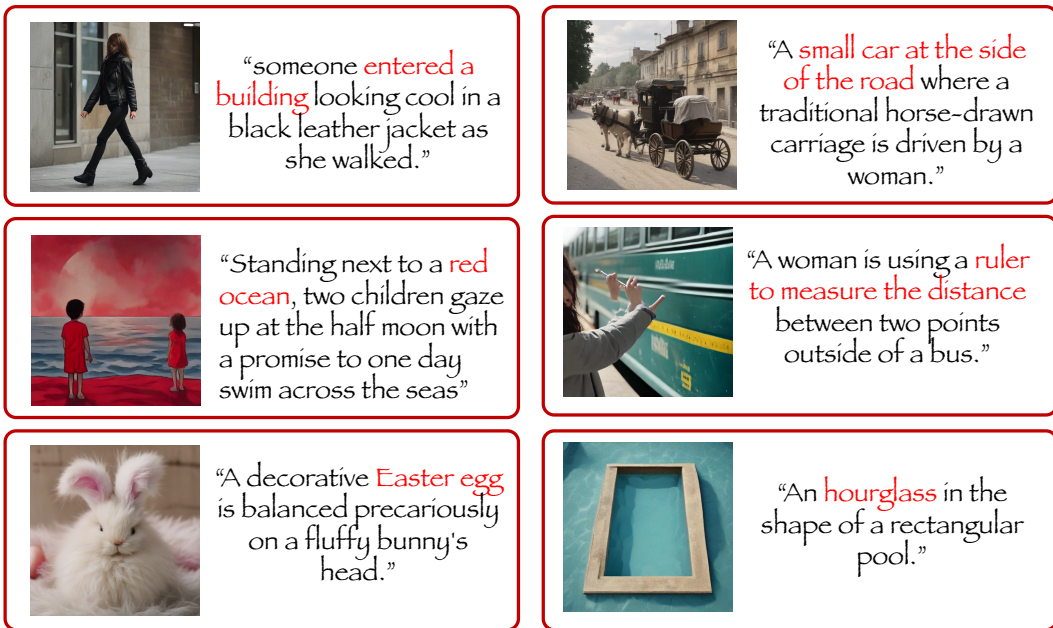 “someone entered a
building looking cool in a
black leather jacket as
she walked.”
“A small car at the side
of the road where a
traditional horse-drawn
carriage is driven by a
woman.”
“Standing next to a red
ocean, two children gaze
up at the half moon with
a promise to one day
swim across the seas”
“A woman is using a ruler
to measure the distance
between two points
outside of a bus.”
“A decorative Easter egg
is balanced precariously
on a fluffy bunny's
head.”
“An hourglass in the
shape of a rectangular
pool.”